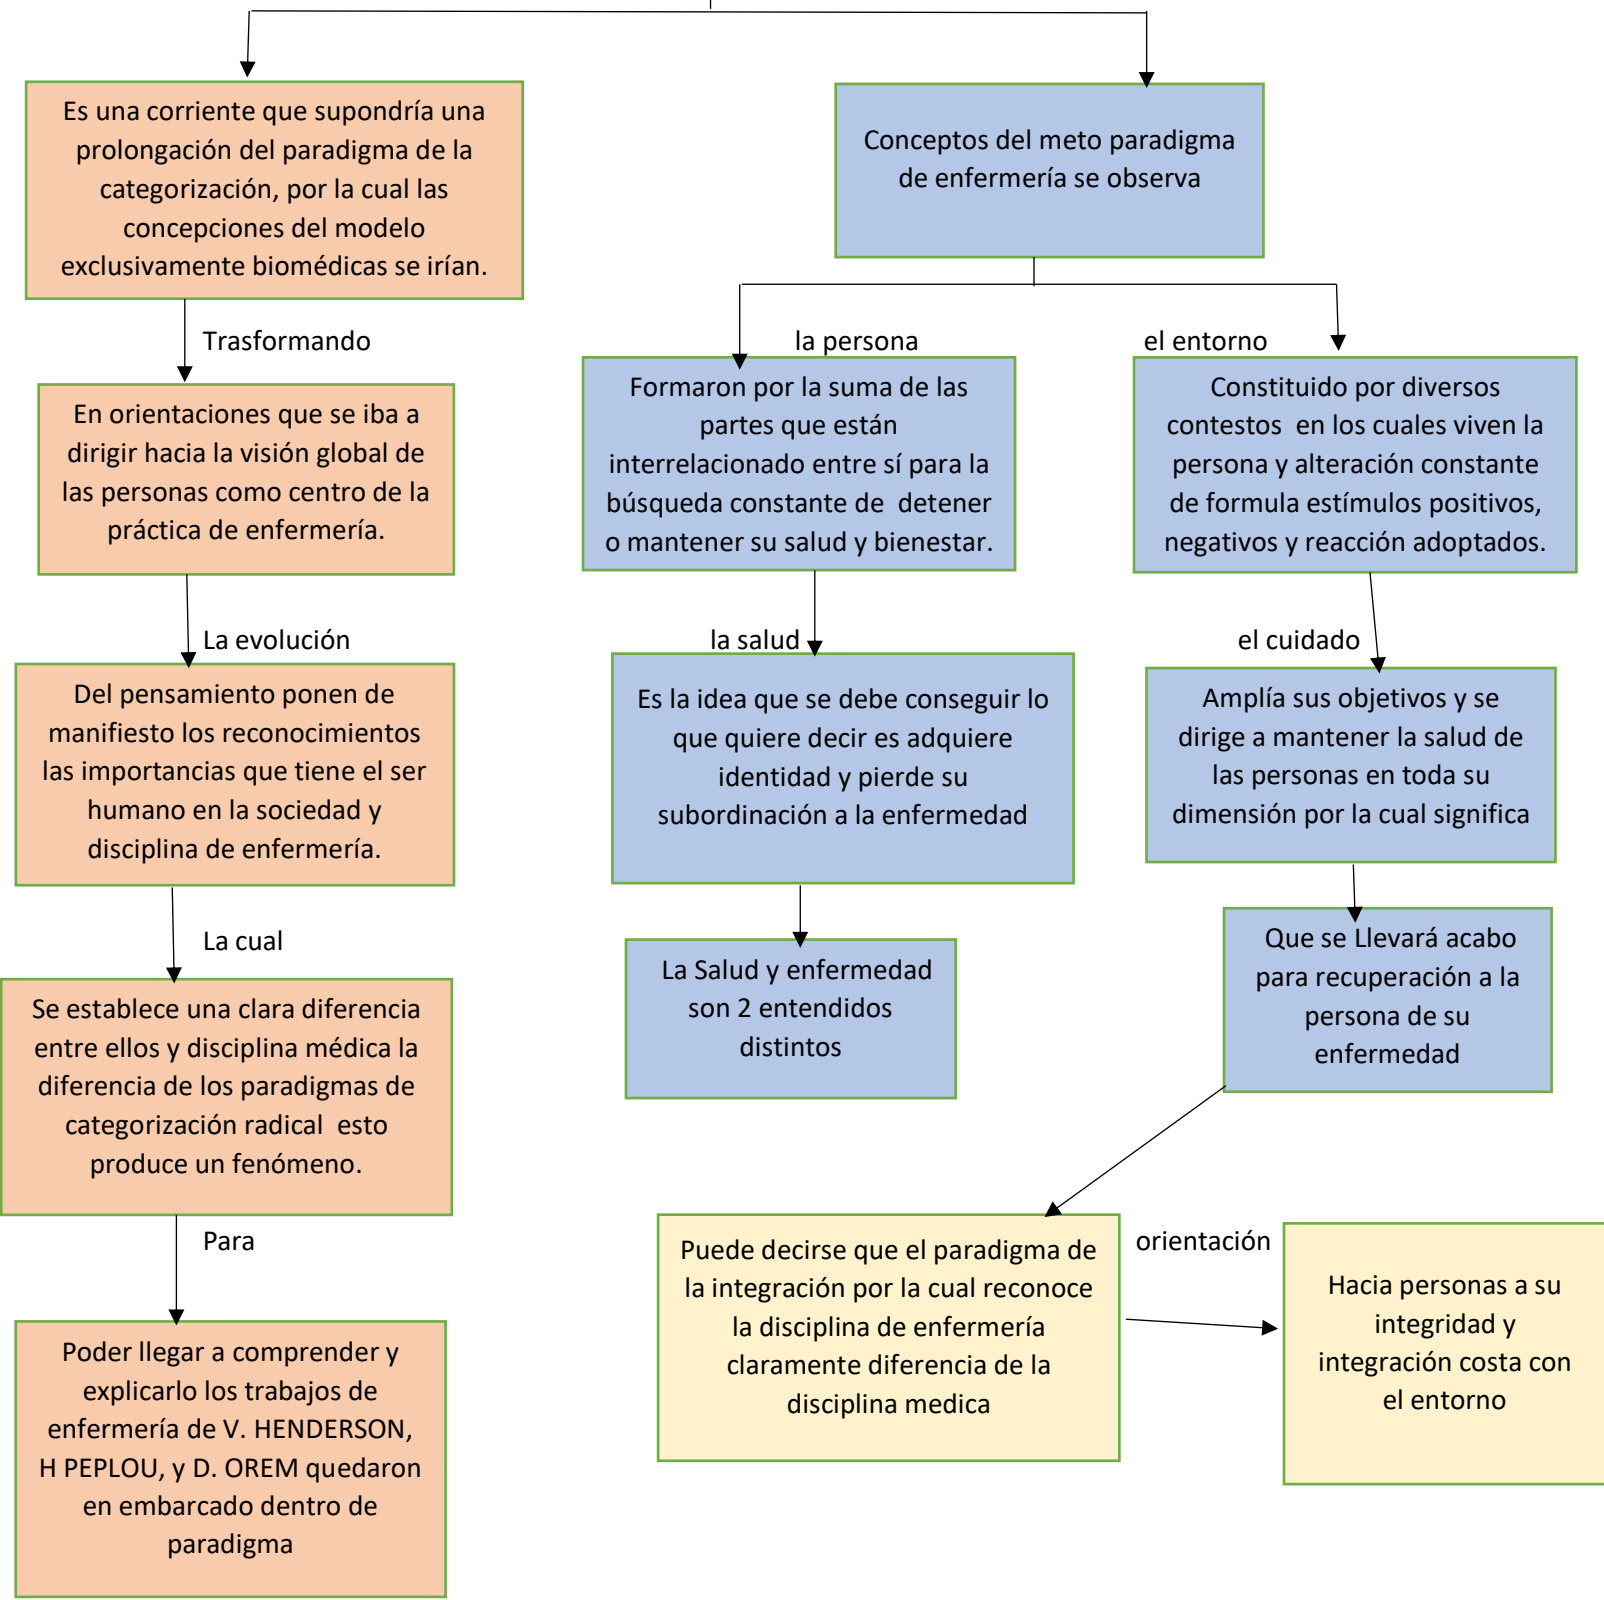 Es una corriente que supondría una
prolongación del paradigma de la
categorización, por la cual las
concepciones del modelo
exclusivamente biomédicas se irían.
Trasformando
En orientaciones que se iba a
dirigir hacia la visión global de
las personas como centro de la
práctica de enfermería.
La evolución
Del pensamiento ponen de
manifiesto los reconocimientos
las importancias que tiene el ser
humano en la sociedad y
disciplina de enfermería.
La cual
Se establece una clara diferencia
entre ellos y disciplina médica la
diferencia de los paradigmas de
categorización radical  esto
produce un fenómeno.
Para
Poder llegar a comprender y
explicarlo los trabajos de
enfermería de V. HENDERSON,
H PEPLOU, y D. OREM quedaron
en embarcado dentro de
paradigma
Conceptos del meto paradigma
de enfermería se observa
la persona
Formaron por la suma de las
partes que están
interrelacionado entre sí para la
búsqueda constante de  detener
o mantener su salud y bienestar.
la salud
Es la idea que se debe conseguir lo
que quiere decir es adquiere
identidad y pierde su
subordinación a la enfermedad
La Salud y enfermedad
son 2 entendidos
distintos
el entorno
Constituido por diversos
contestos  en los cuales viven la
persona y alteración constante
de formula estímulos positivos,
negativos y reacción adoptados.
el cuidado
Amplía sus objetivos y se
dirige a mantener la salud de
las personas en toda su
dimensión por la cual significa
Que se Llevará acabo
para recuperación a la
persona de su
enfermedad
Puede decirse que el paradigma de
la integración por la cual reconoce
la disciplina de enfermería
claramente diferencia de la
disciplina medica
orientación
Hacia personas a su
integridad y
integración costa con
el entorno